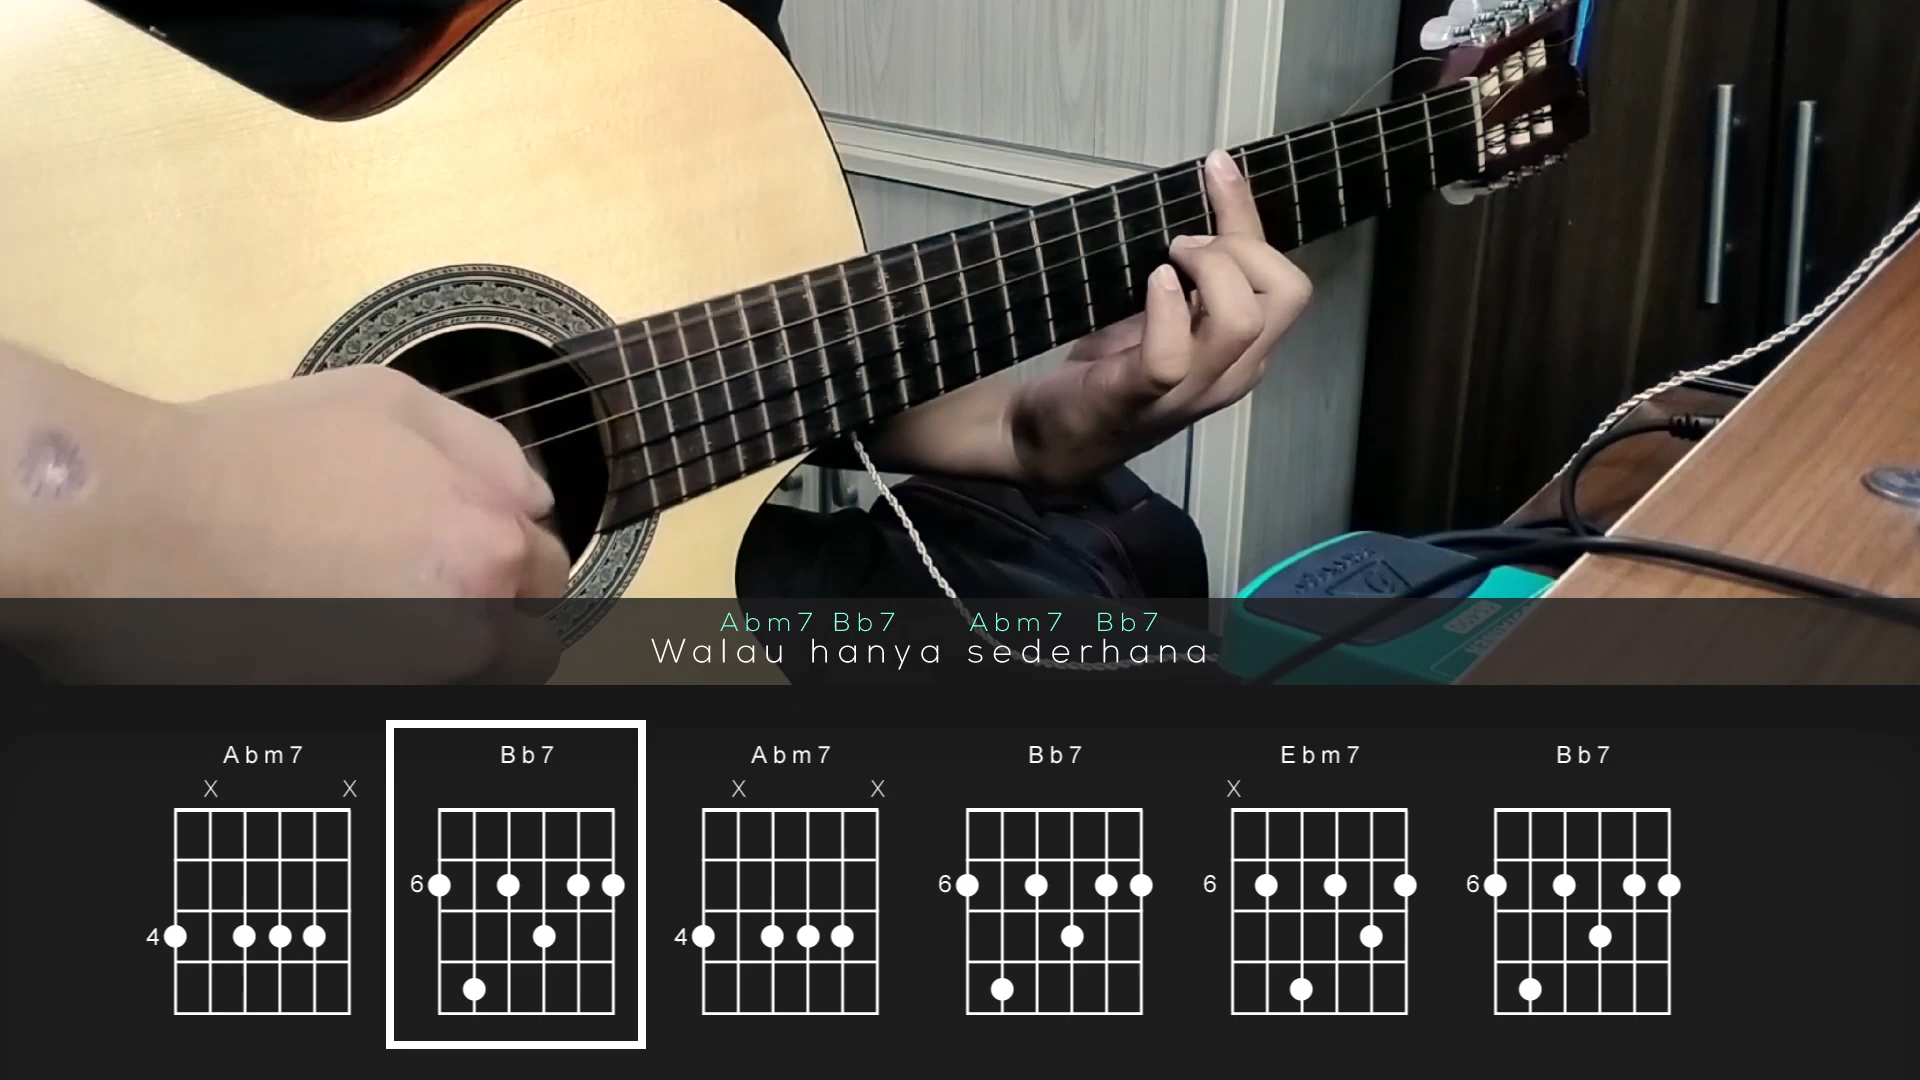 Abm7 Bb7 Abm7 Bb7
Walau hanya sederhana
Abm7 Bb7 Abm7 Bb7 Ebm7 Bb7
X X X X X
6 6 6 6
4 4